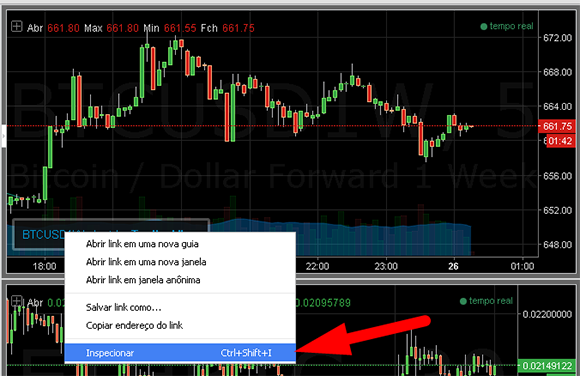 Abr 661.80 Max 661.80 Min 661.55 Fch 661.75
tempo real
672.00
668.00
664.00
661.75
01:42
660.00
656.00
652.00
648.00
BTCUSD1W, 5
Bitcoin / Dollar Forward 1 Week
BTCUSD
18:00
22:00
23:00
26
01:00
Abrir link em uma nova guia
Abrir link em uma nova janela
Abrir link em janela anônima
Salvar link como...
Copiar endereço do link
Inspecionar Ctrl+Shift+I
Abr 0.02
0.02095789
tempo real
0.02200000
0.02149122